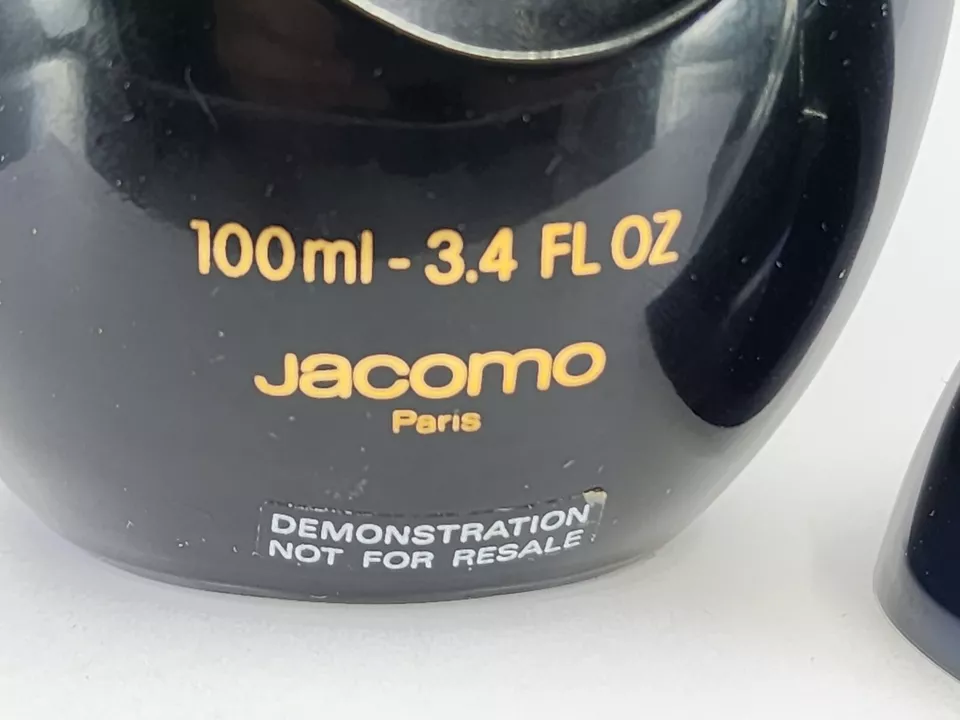 100ml - 3.4 FL OZ
Jacomo
Paris
DEMONSTRATION
NOT FOR RESALE